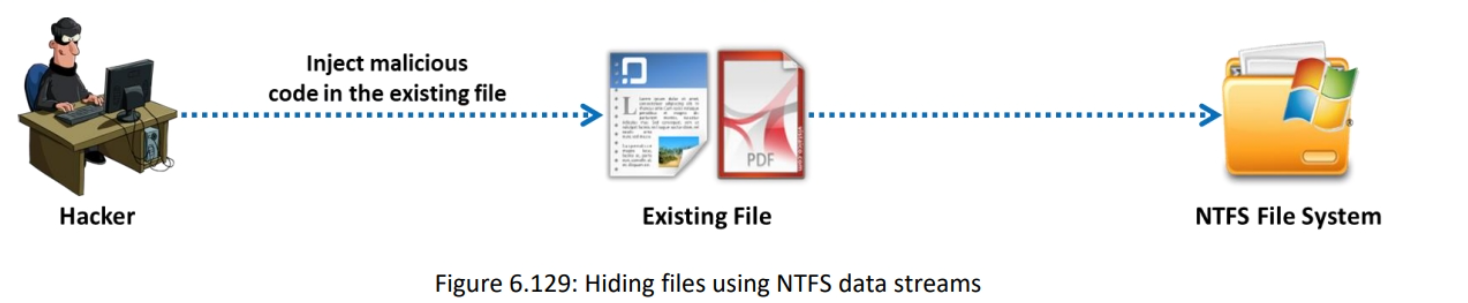 Inject malicious
code in the existing file
PDF
Hacker
Existing File
NTFS File System
Figure 6.129: Hiding files using NTFS data streams